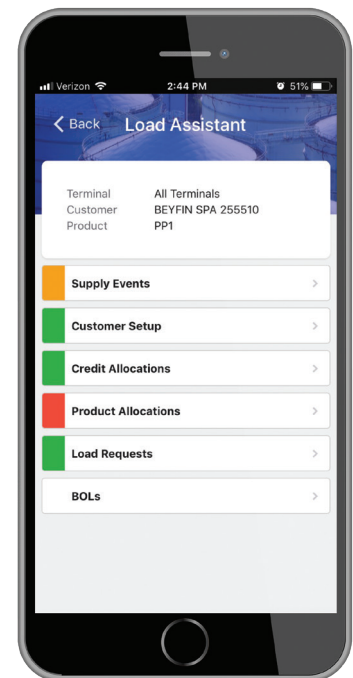 Verizon 2:44 PM 51%
Back Load Assistant
Terminal All Terminals
Customer BEYFIN SPA 255510
Product PP1
Supply Events
Customer Setup
Credit Allocations
Product Allocations
Load Requests
BOLs